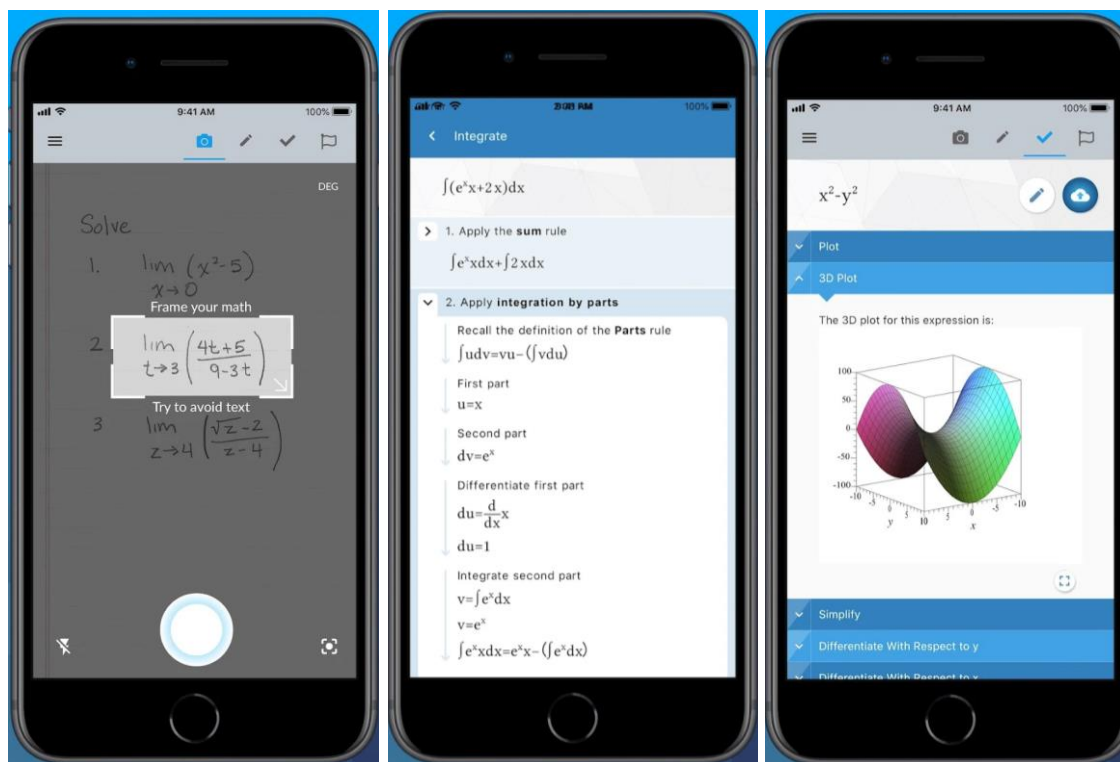 9:41 AM 100%
DEG
Solve
1. lim (x²-5)
x→0
Frame your math
2 lim (4t+5
t→3 9-3t)
Try to avoid text
3 lim (√z-2
z→4 z-4)
100%
Integrate
∫(eˣx+2x)dx
1. Apply the sum rule
∫eˣxdx+∫2xdx
2. Apply integration by parts
Recall the definition of the Parts rule
∫udv=vu-(∫vdu)
First part
u=x
Second part
dv=eˣ
Differentiate first part
du=d/dx x
du=1
Integrate second part
v=∫eˣdx
v=eˣ
∫eˣxdx=eˣx-(∫eˣdx)
9:41 AM 100%
x²-y²
Plot
3D Plot
The 3D plot for this expression is:
100
50
0
-50
-100
-10 -5 0 5 10
y
10 5 0 -5 -10
x
Simplify
Differentiate With Respect to y
Differentiate With Respect to x